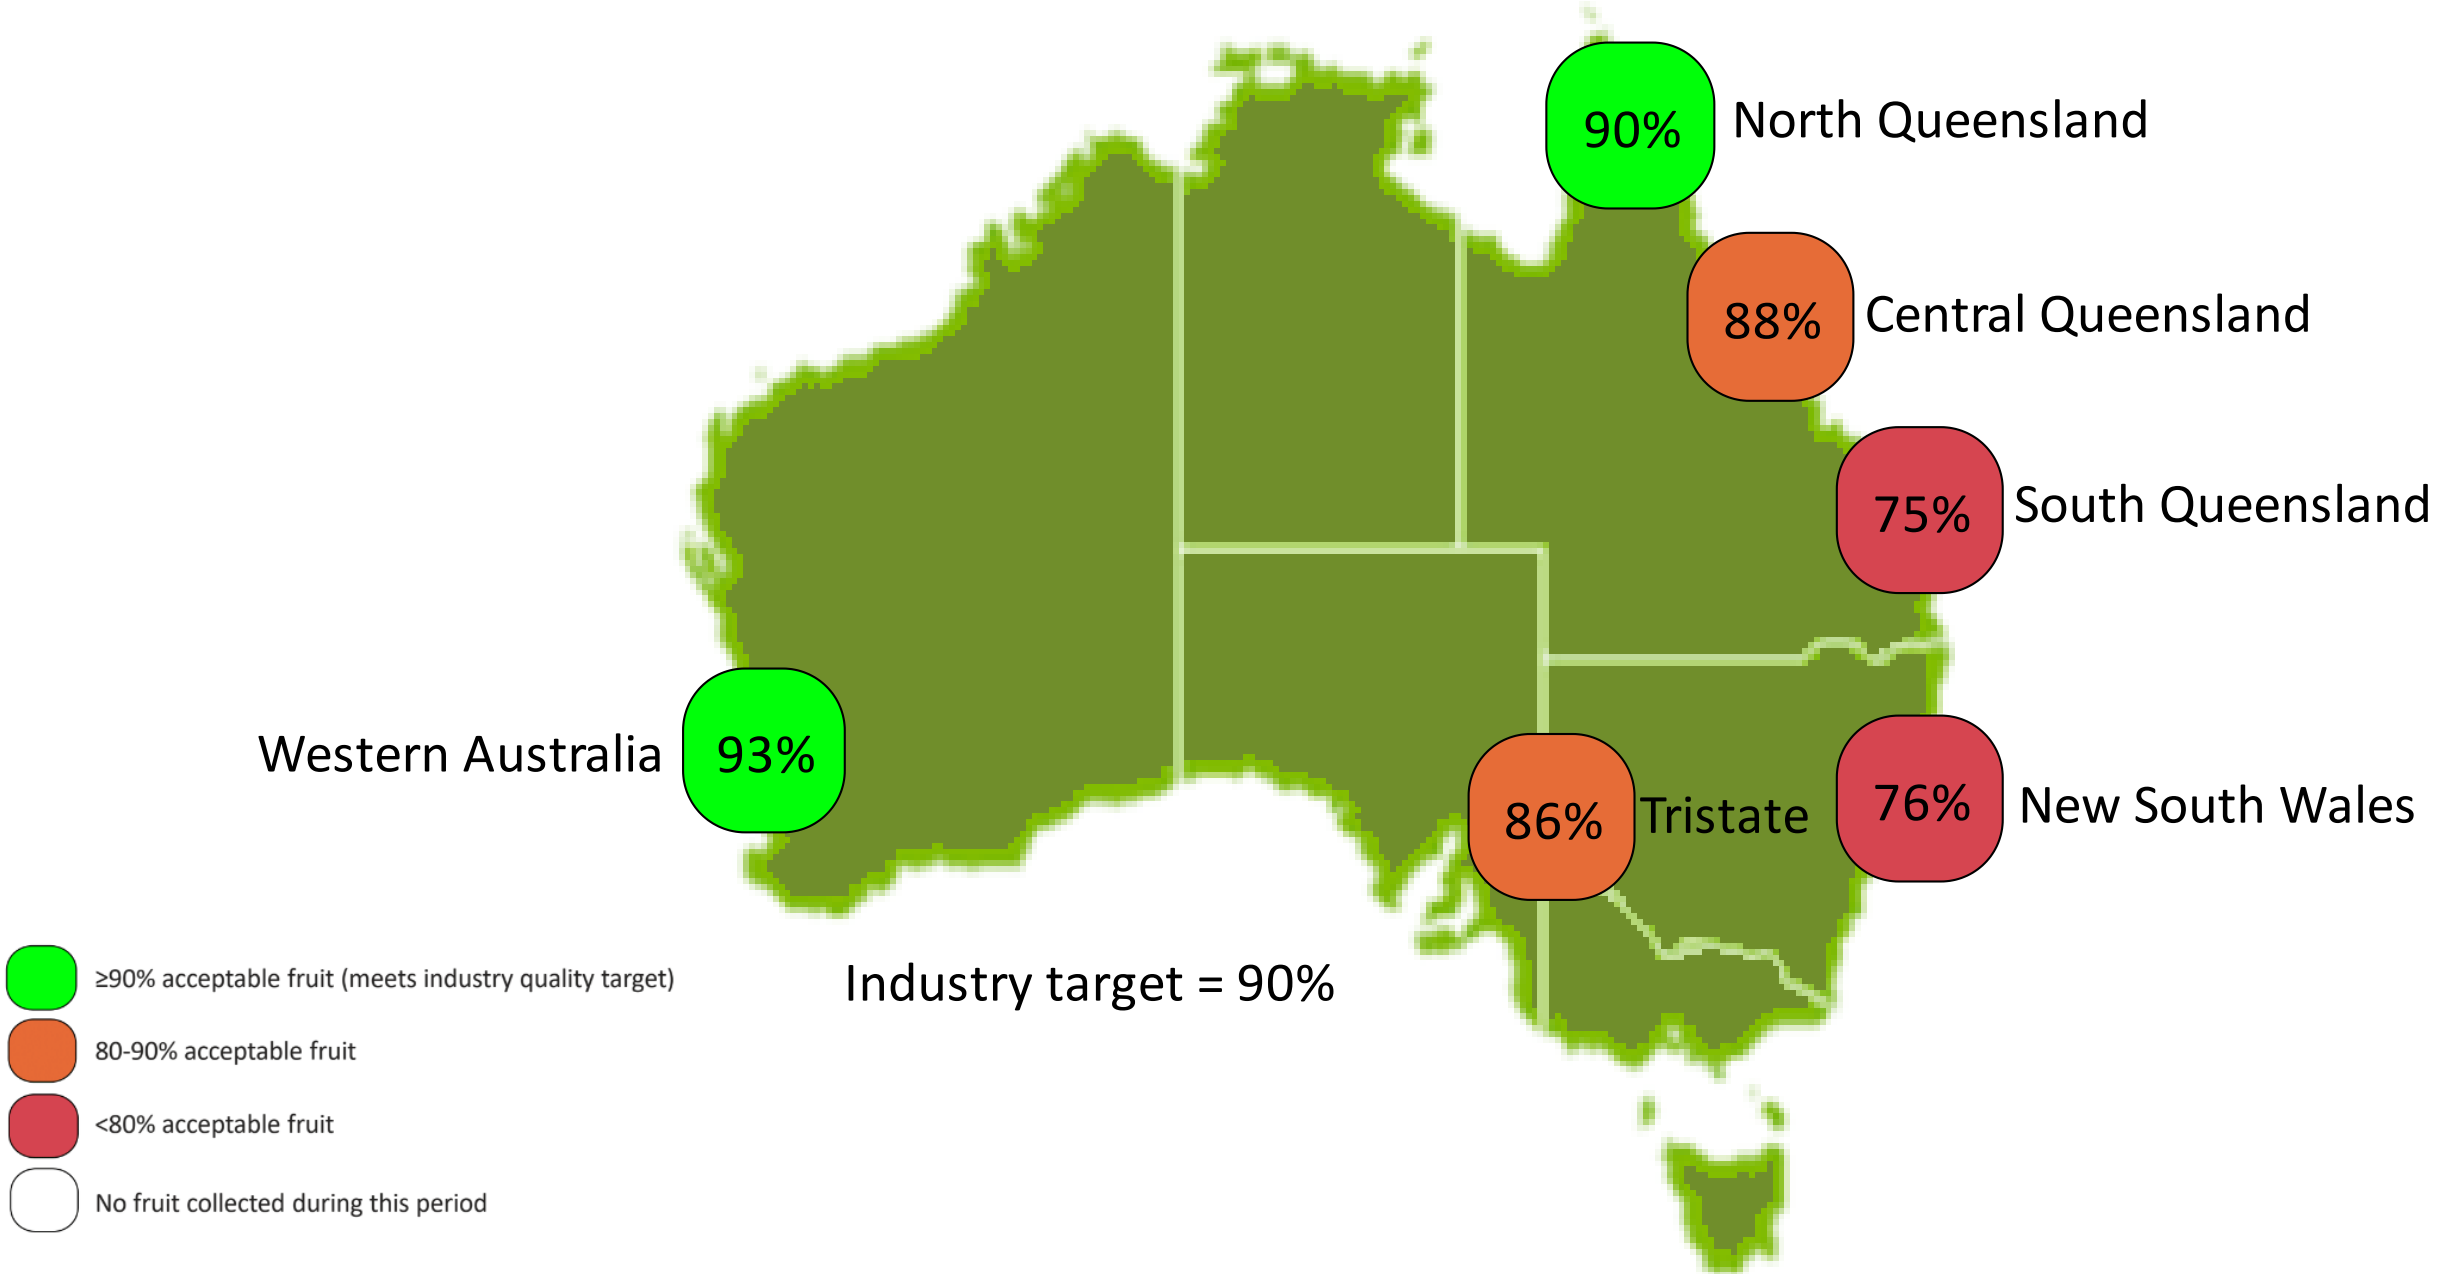 90%
North Queensland
88%
Central Queensland
75%
South Queensland
Western Australia
93%
86%
Tristate
76%
New South Wales
Industry target = 90%
≥90% acceptable fruit (meets industry quality target)
80-90% acceptable fruit
<80% acceptable fruit
No fruit collected during this period